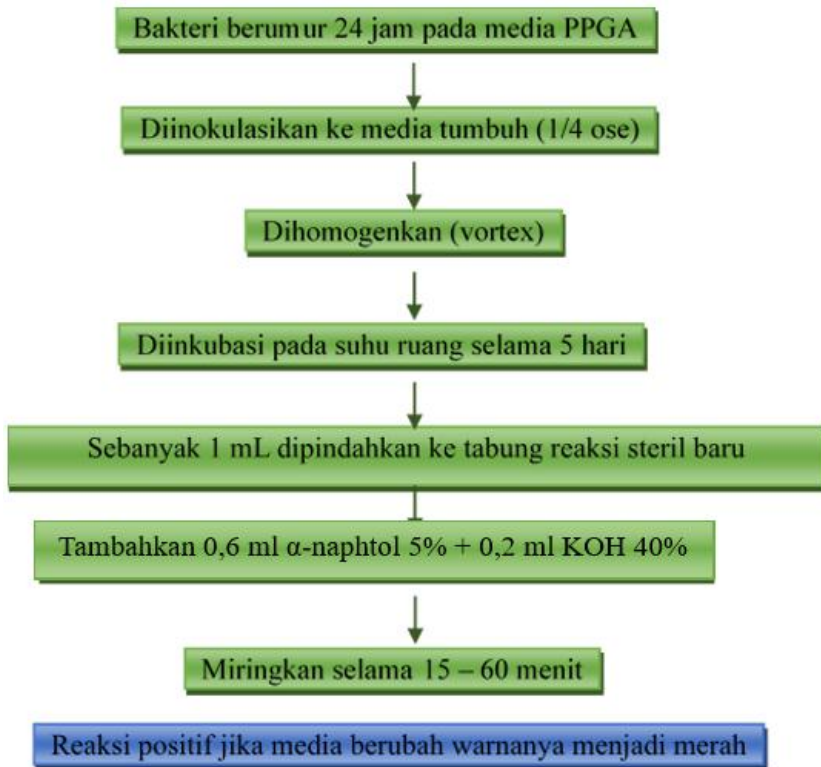 Bakteri berumur 24 jam pada media PPGA
Diinokulasikan ke media tumbuh (1/4 ose)
Dihomogenkan (vortex)
Diinkubasi pada suhu ruang selama 5 hari
Sebanyak 1 mL dipindahkan ke tabung reaksi steril baru
Tambahkan 0,6 ml α-naphtol 5% + 0,2 ml KOH 40%
Miringkan selama 15 – 60 menit
Reaksi positif jika media berubah warnanya menjadi merah